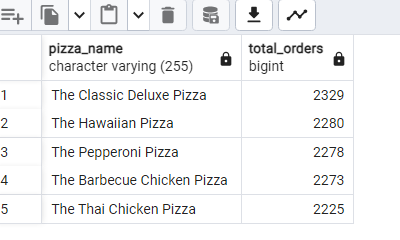 pizza_name total_orders
character varying (255) bigint
1 The Classic Deluxe Pizza 2329
2 The Hawaiian Pizza 2280
3 The Pepperoni Pizza 2278
4 The Barbecue Chicken Pizza 2273
5 The Thai Chicken Pizza 2225